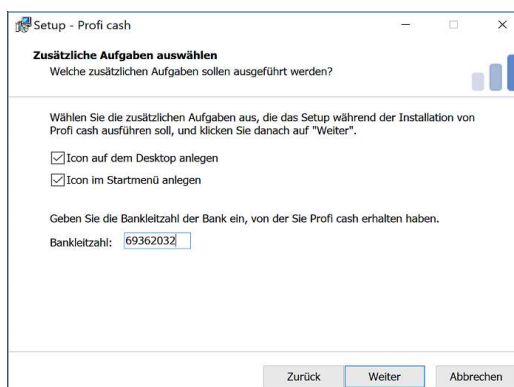 Setup - Profi cash
Zusätzliche Aufgaben auswählen
Welche zusätzlichen Aufgaben sollen ausgeführt werden?
Wählen Sie die zusätzlichen Aufgaben aus, die das Setup während der Installation von
Profi cash ausführen soll, und klicken Sie danach auf "Weiter".
Icon auf dem Desktop anlegen
Icon im Startmenü anlegen
Geben Sie die Bankleitzahl der Bank ein, von der Sie Profi cash erhalten haben.
Bankleitzahl: 69362032
Zurück Weiter Abbrechen